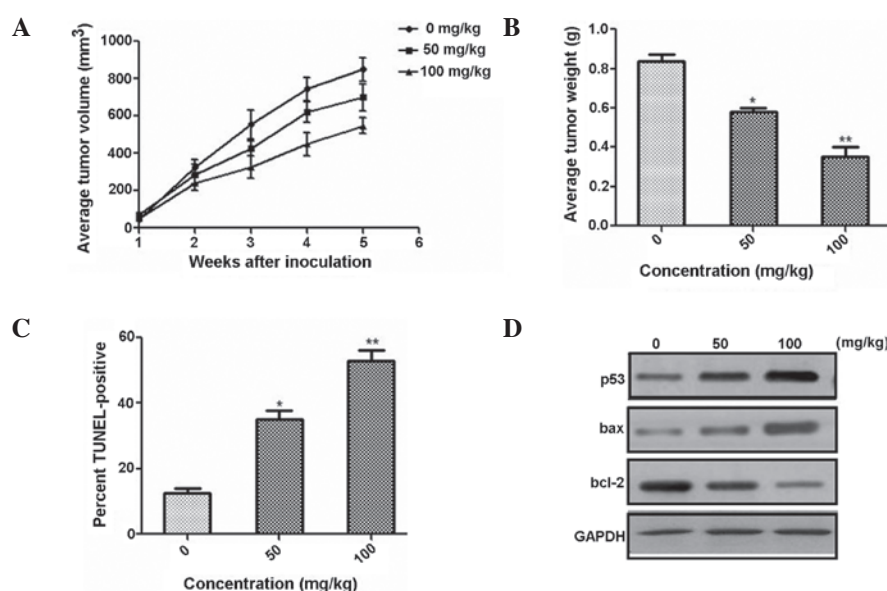 A
Average tumor volume (mm3)
1000
800
600
400
200
0
1 2 3 4 5 6
Weeks after inoculation
0 mg/kg
50 mg/kg
100 mg/kg
B
Average tumor weight (g)
1.0
0.8
0.6
0.4
0.2
0.0
*
**
0 50 100
Concentration (mg/kg)
C
Percent TUNEL-positive
60
40
20
0
*
**
0 50 100
Concentration (mg/kg)
D
0 50 100 (mg/kg)
p53
bax
bcl-2
GAPDH